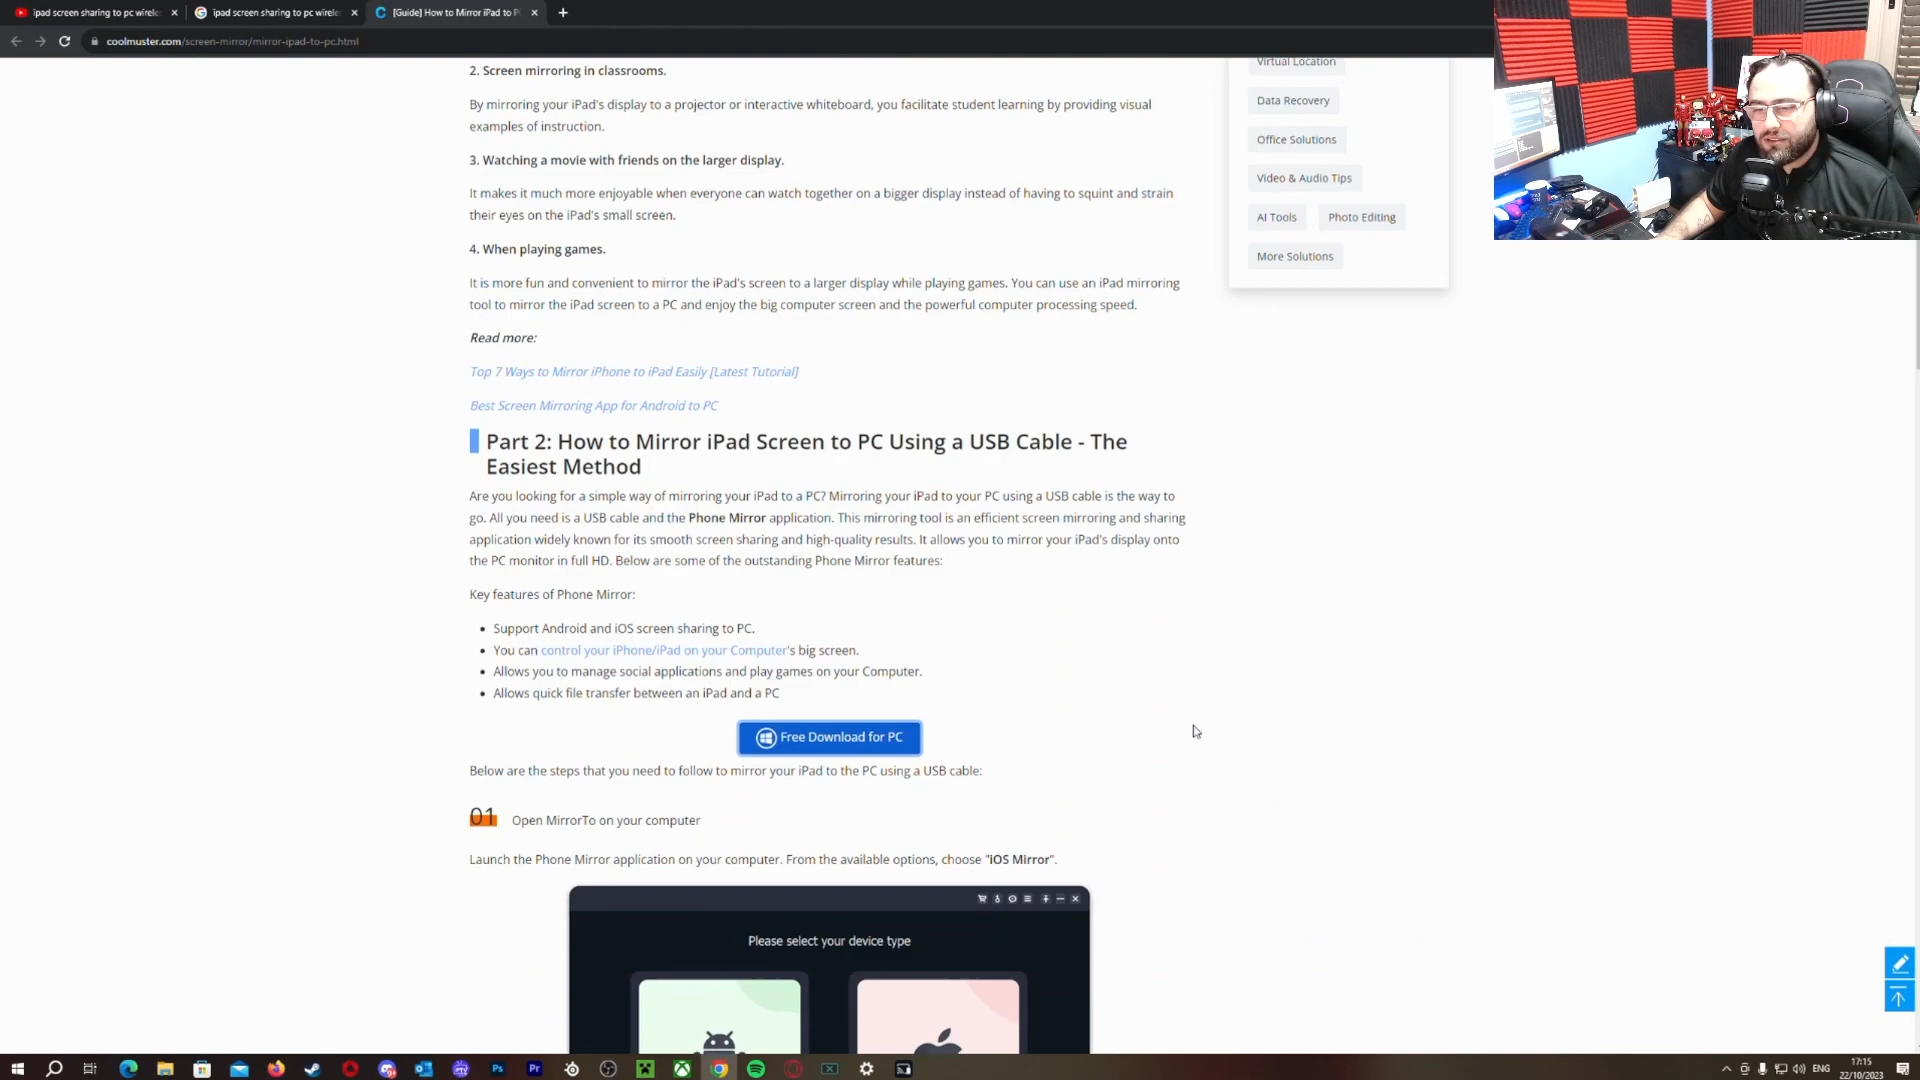 ipad screen sharing to pc wirele
ipad screen sharing to pc wirele
[Guide] How to Mirror iPad to P
coolmuster.com/screen-mirror/mirror-ipad-to-pc.html
2. Screen mirroring in classrooms.
By mirroring your iPad's display to a projector or interactive whiteboard, you facilitate student learning by providing visual
examples of instruction.
3. Watching a movie with friends on the larger display.
It makes it much more enjoyable when everyone can watch together on a bigger display instead of having to squint and strain
their eyes on the iPad's small screen.
4. When playing games.
It is more fun and convenient to mirror the iPad's screen to a larger display while playing games. You can use an iPad mirroring
tool to mirror the iPad screen to a PC and enjoy the big computer screen and the powerful computer processing speed.
Read more:
Top 7 Ways to Mirror iPhone to iPad Easily [Latest Tutorial]
Best Screen Mirroring App for Android to PC
Part 2: How to Mirror iPad Screen to PC Using a USB Cable - The
Easiest Method
Are you looking for a simple way of mirroring your iPad to a PC? Mirroring your iPad to your PC using a USB cable is the way to
go. All you need is a USB cable and the Phone Mirror application. This mirroring tool is an efficient screen mirroring and sharing
application widely known for its smooth screen sharing and high-quality results. It allows you to mirror your iPad's display onto
the PC monitor in full HD. Below are some of the outstanding Phone Mirror features:
Key features of Phone Mirror:
• Support Android and iOS screen sharing to PC.
• You can control your iPhone/iPad on your Computer's big screen.
• Allows you to manage social applications and play games on your Computer.
• Allows quick file transfer between an iPad and a PC
Free Download for PC
Below are the steps that you need to follow to mirror your iPad to the PC using a USB cable:
01 Open MirrorTo on your computer
Launch the Phone Mirror application on your computer. From the available options, choose "iOS Mirror".
Please select your device type
Virtual Location
Data Recovery
Office Solutions
Video & Audio Tips
AI Tools
Photo Editing
More Solutions
Ps
Pr
ENG
17:15
22/10/2023